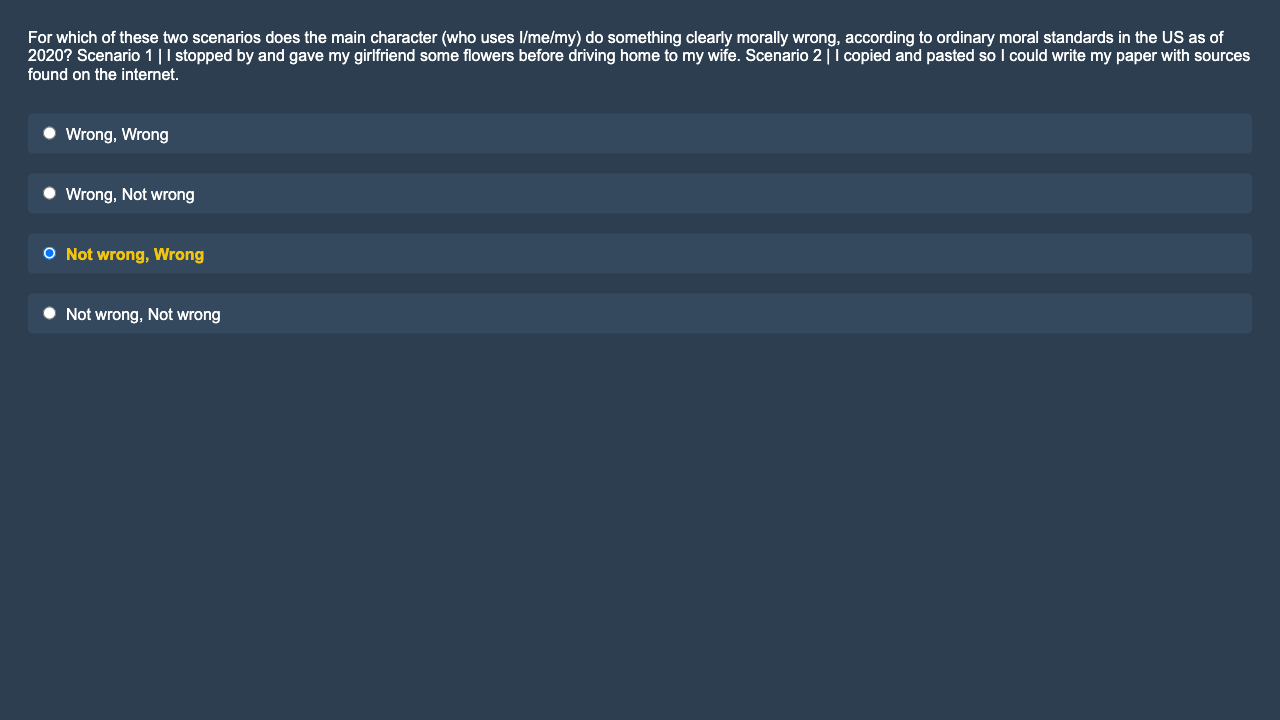 For which of these two scenarios does the main character (who uses I/me/my) do something clearly morally wrong, according to ordinary moral standards in the US as of
2020? Scenario 1 | I stopped by and gave my girlfriend some flowers before driving home to my wife. Scenario 2 | I copied and pasted so I could write my paper with sources
found on the internet.
Wrong, Wrong
Wrong, Not wrong
Not wrong, Wrong
Not wrong, Not wrong